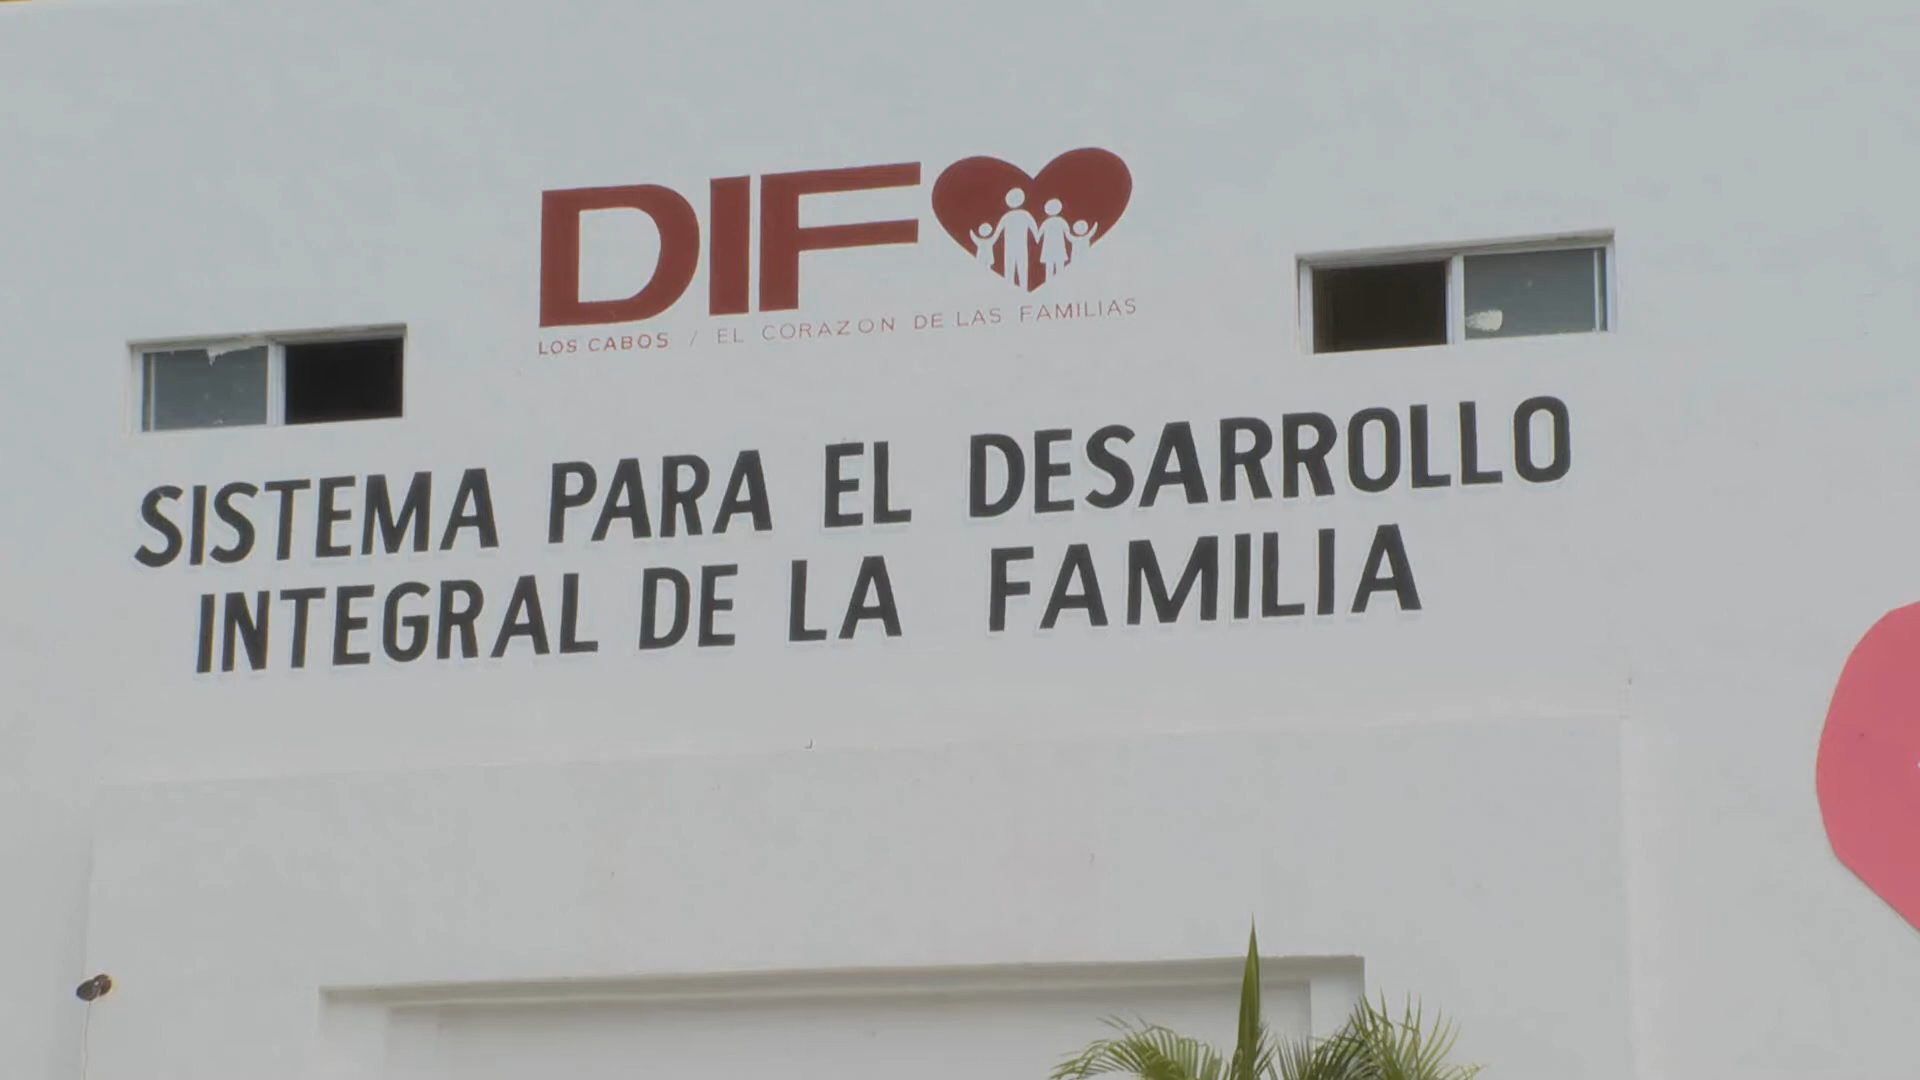 DIF
LOS CABOS / EL CORAZON DE LAS FAMILIAS
SISTEMA PARA EL DESARROLLO
INTEGRAL DE LA FAMILIA